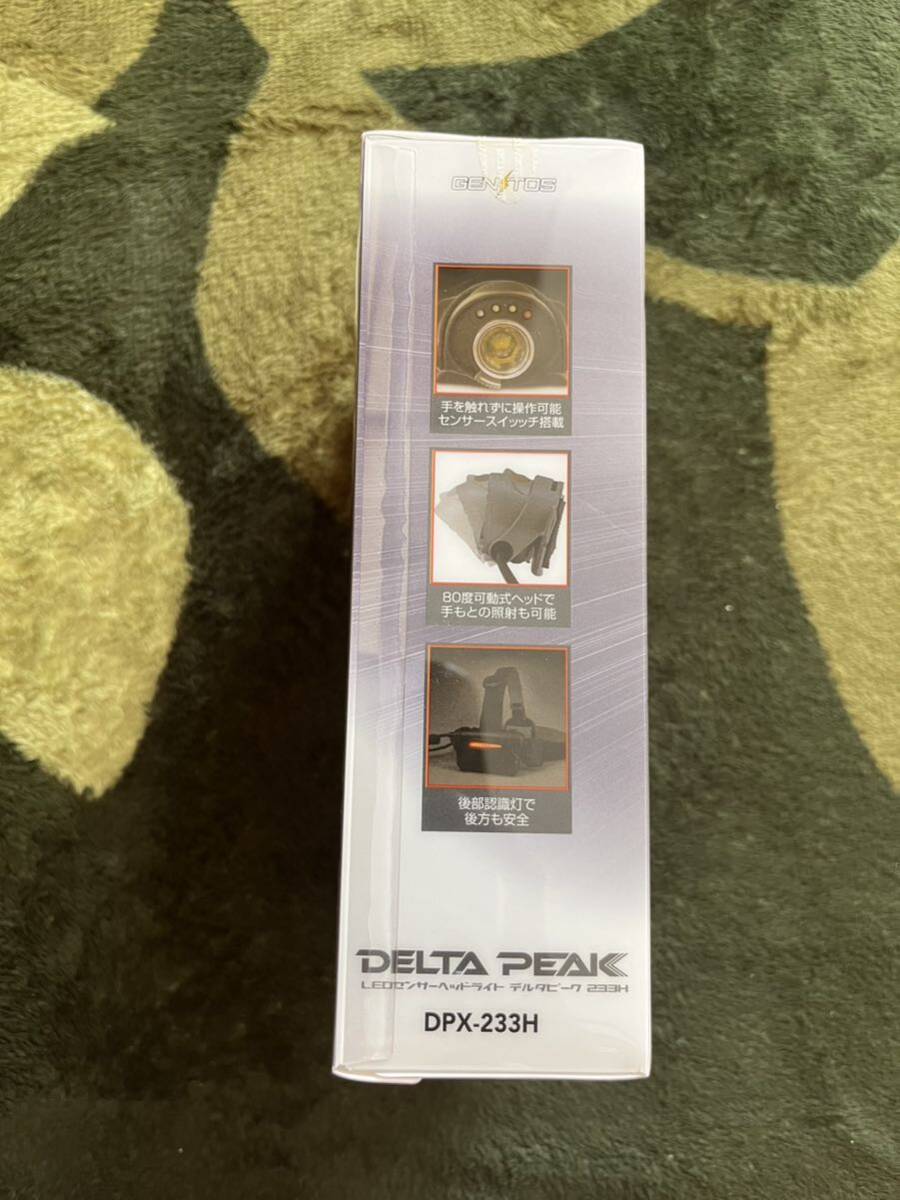 GENTOS
手を触れずに操作可能
センサースイッッチ搭載
80度可動式ヘッドで
手もとの照射も可能
後部認識灯で
後方も安全
DELTA PEAK
LEDセンサーヘッドライト デルタピーク 233H
DPX-233H